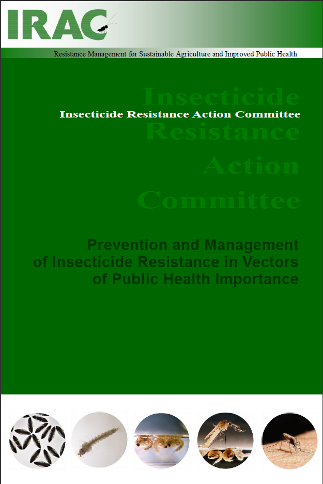 IRAC
Resistance Management for Sustainable Agriculture and Improved Public Health
Insecticide
Insecticide Resistance Action Committee
Resistance
Action
Committee
Prevention and Management
of Insecticide Resistance in Vectors
of Public Health Importance